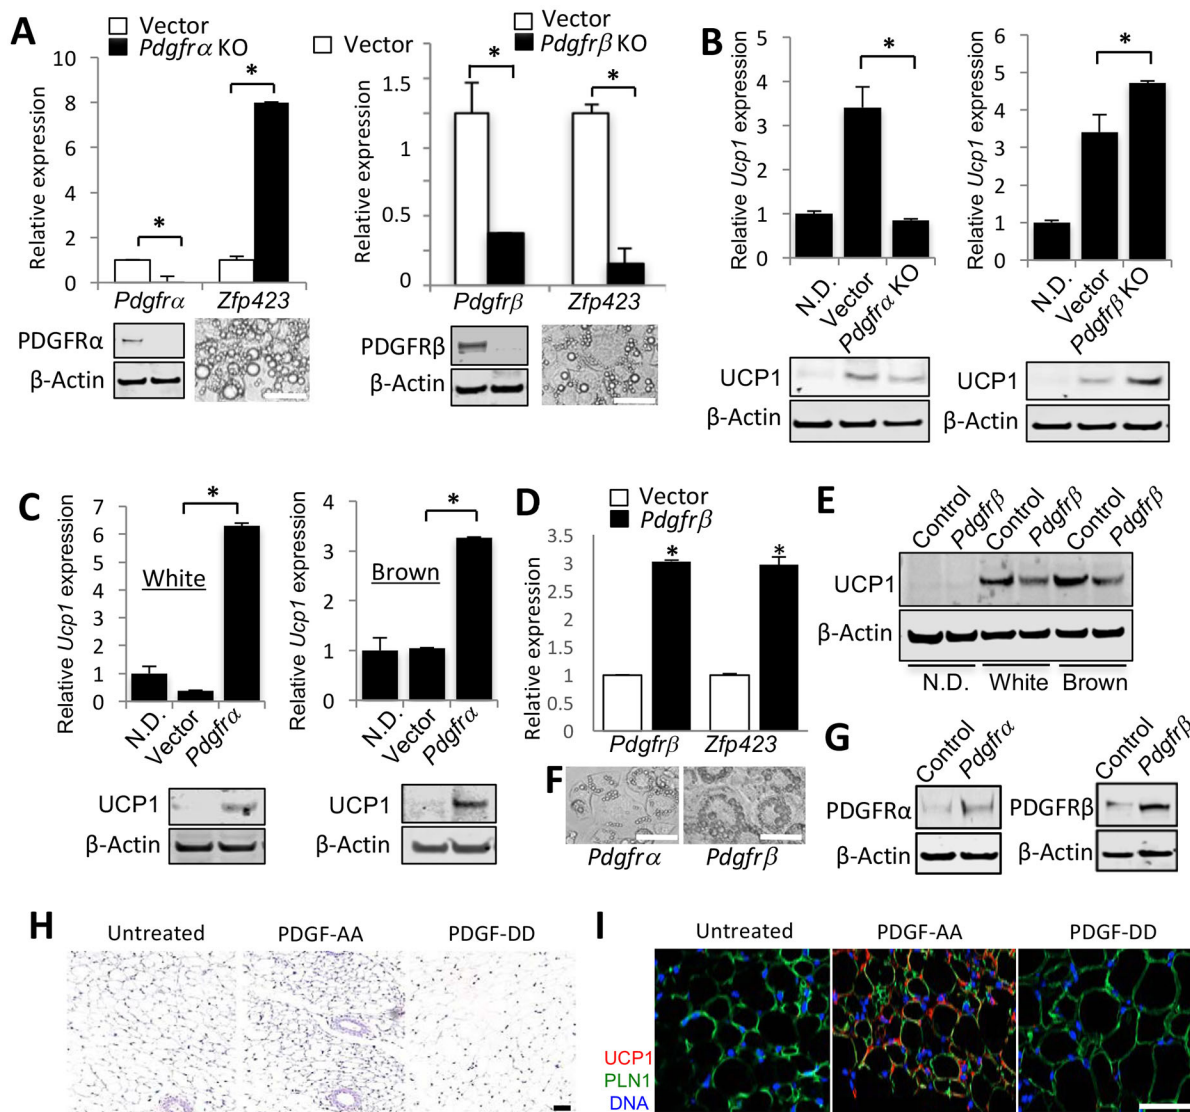 A
Vector
Pdgfrα KO
Relative expression
10
8
6
4
2
0
*
*
Pdgfrα
Zfp423
PDGFRα
β-Actin
Vector
Vector
Pdgfrβ KO
Relative expression
1.5
1
0.5
0
*
*
Pdgfrβ
Zfp423
PDGFRβ
β-Actin
B
Relative Ucp1 expression
5
4
3
2
1
0
*
N.D.
Vector
Pdgfrα KO
UCP1
β-Actin
Relative Ucp1 expression
5
4
3
2
1
0
*
N.D.
Vector
Pdgfrβ KO
UCP1
β-Actin
C
Relative Ucp1 expression
7
6
5
4
3
2
1
0
*
White
N.D.
Vector
Pdgfrα
UCP1
β-Actin
Relative Ucp1 expression
4
3
2
1
0
*
Brown
N.D.
Vector
Pdgfrα
UCP1
β-Actin
D
Vector
Pdgfrβ
Relative expression
3.5
3
2.5
2
1.5
1
0.5
0
*
*
Pdgfrβ
Zfp423
E
Control
Pdgfrβ
Control
Pdgfrβ
Control
Pdgfrβ
UCP1
β-Actin
N.D.
White
Brown
F
Pdgfrα
Pdgfrβ
G
Control
Pdgfrα
PDGFRα
β-Actin
Control
Pdgfrβ
PDGFRβ
β-Actin
H
Untreated
PDGF-AA
PDGF-DD
I
Untreated
PDGF-AA
PDGF-DD
UCP1
PLN1
DNA